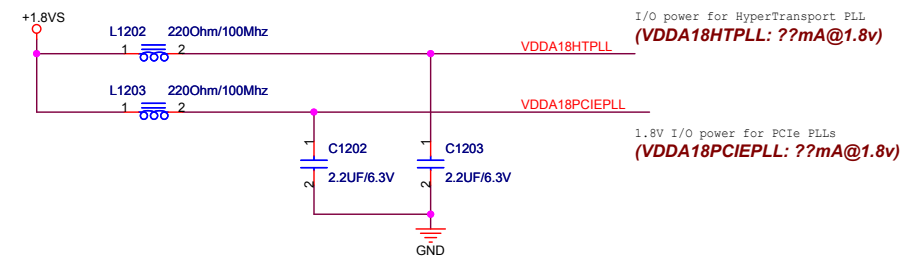 +1.8VS
L1202 220Ohm/100Mhz
1 2
VDDA18HTPLL
I/O power for HyperTransport PLL
(VDDA18HTPLL: ??mA@1.8v)
L1203 220Ohm/100Mhz
1 2
VDDA18PCIEPLL
1.8V I/O power for PCIe PLLs
(VDDA18PCIEPLL: ??mA@1.8v)
1 C1202 2 2.2UF/6.3V
1 C1203 2 2.2UF/6.3V
GND